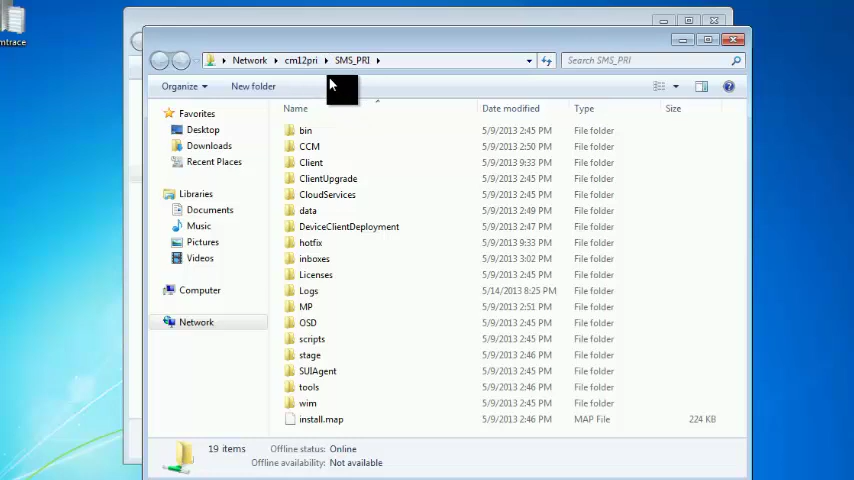 mtrace
Network cm12pri SMS_PRI Search SMS_PRI
Organize New folder
Name Date modified Type Size
Favorites
Desktop
Downloads
Recent Places
Libraries
Documents
Music
Pictures
Videos
Computer
Network
bin 5/9/2013 2:45 PM File folder
CCM 5/9/2013 2:50 PM File folder
Client 5/9/2013 9:33 PM File folder
ClientUpgrade 5/9/2013 2:45 PM File folder
CloudServices 5/9/2013 2:45 PM File folder
data 5/9/2013 2:49 PM File folder
DeviceClientDeployment 5/9/2013 2:47 PM File folder
hotfix 5/9/2013 9:33 PM File folder
inboxes 5/9/2013 3:02 PM File folder
Licenses 5/9/2013 2:45 PM File folder
Logs 5/14/2013 8:25 PM File folder
MP 5/9/2013 2:51 PM File folder
OSD 5/9/2013 2:45 PM File folder
scripts 5/9/2013 2:45 PM File folder
stage 5/9/2013 2:46 PM File folder
SUIAgent 5/9/2013 2:45 PM File folder
tools 5/9/2013 2:46 PM File folder
wim 5/9/2013 2:45 PM File folder
install.map 5/9/2013 2:46 PM MAP File 224 KB
19 items Offline status: Online
Offline availability: Not available